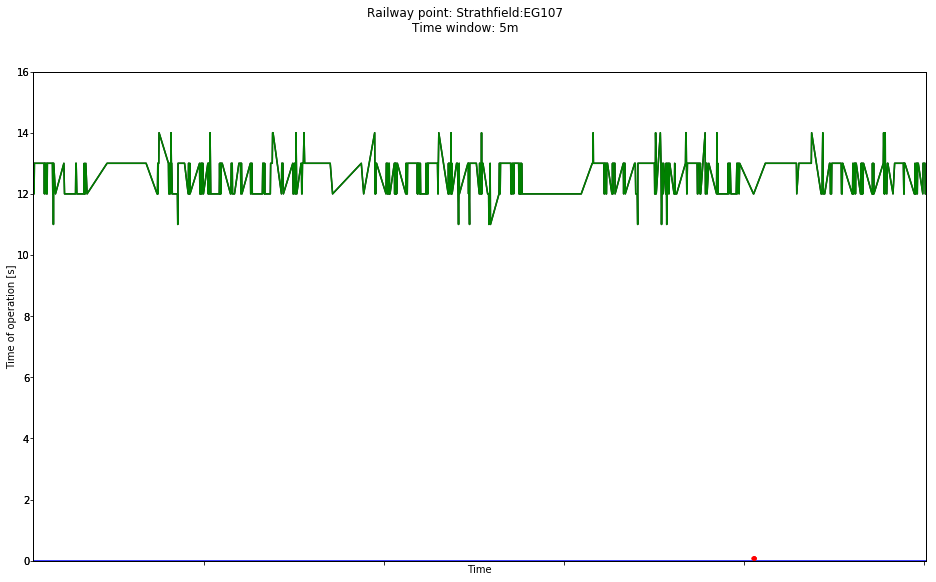 Railway point: Strathfield:EG107
Time window: 5m
16
14
12
10
8
6
4
2
0
Time of operation [s]
Time